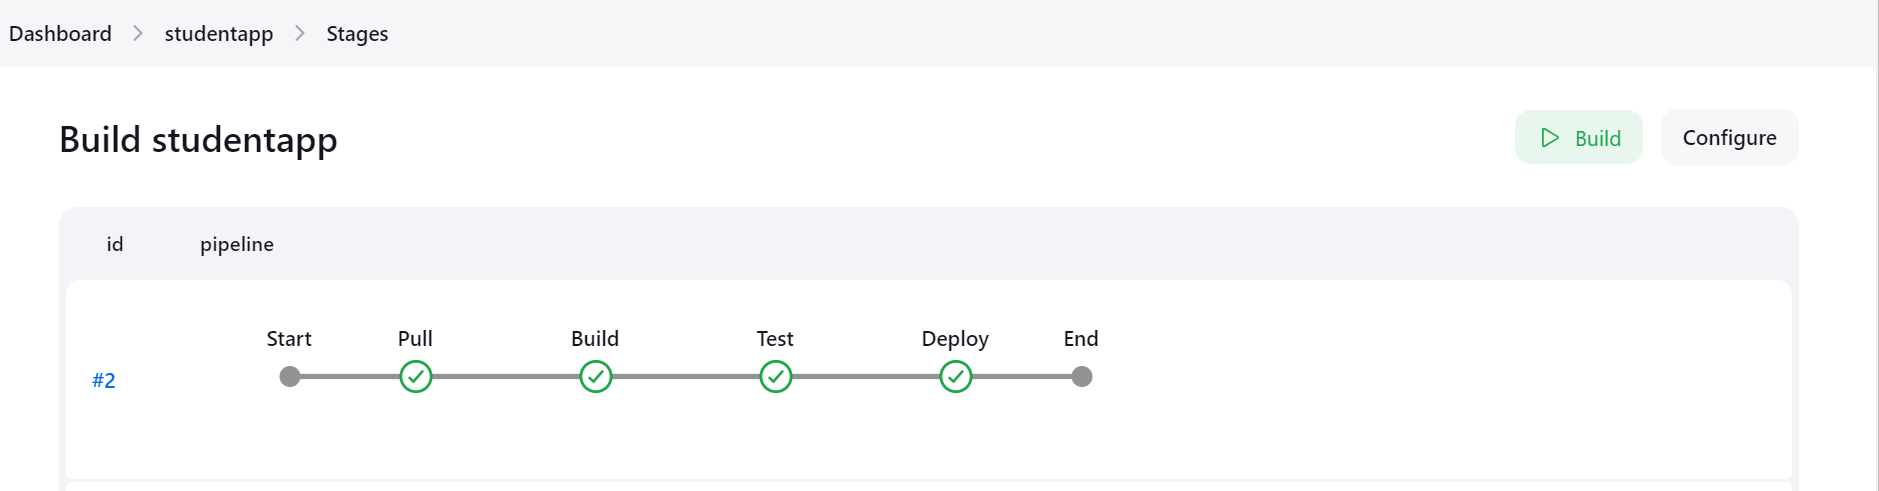 Dashboard > studentapp > Stages
Build studentapp
Build
Configure
id pipeline
Start Pull Build Test Deploy End
#2